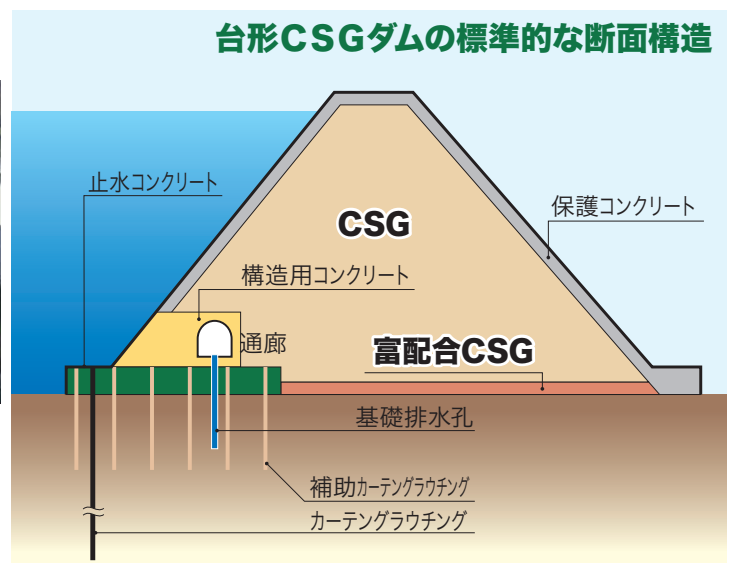 台形CSGダムの標準的な断面構造
止水コンクリート
保護コンクリート
CSG
構造用コンクリート
通廊
富配合CSG
基礎排水孔
補助カーテングラウチング
カーテングラウチング